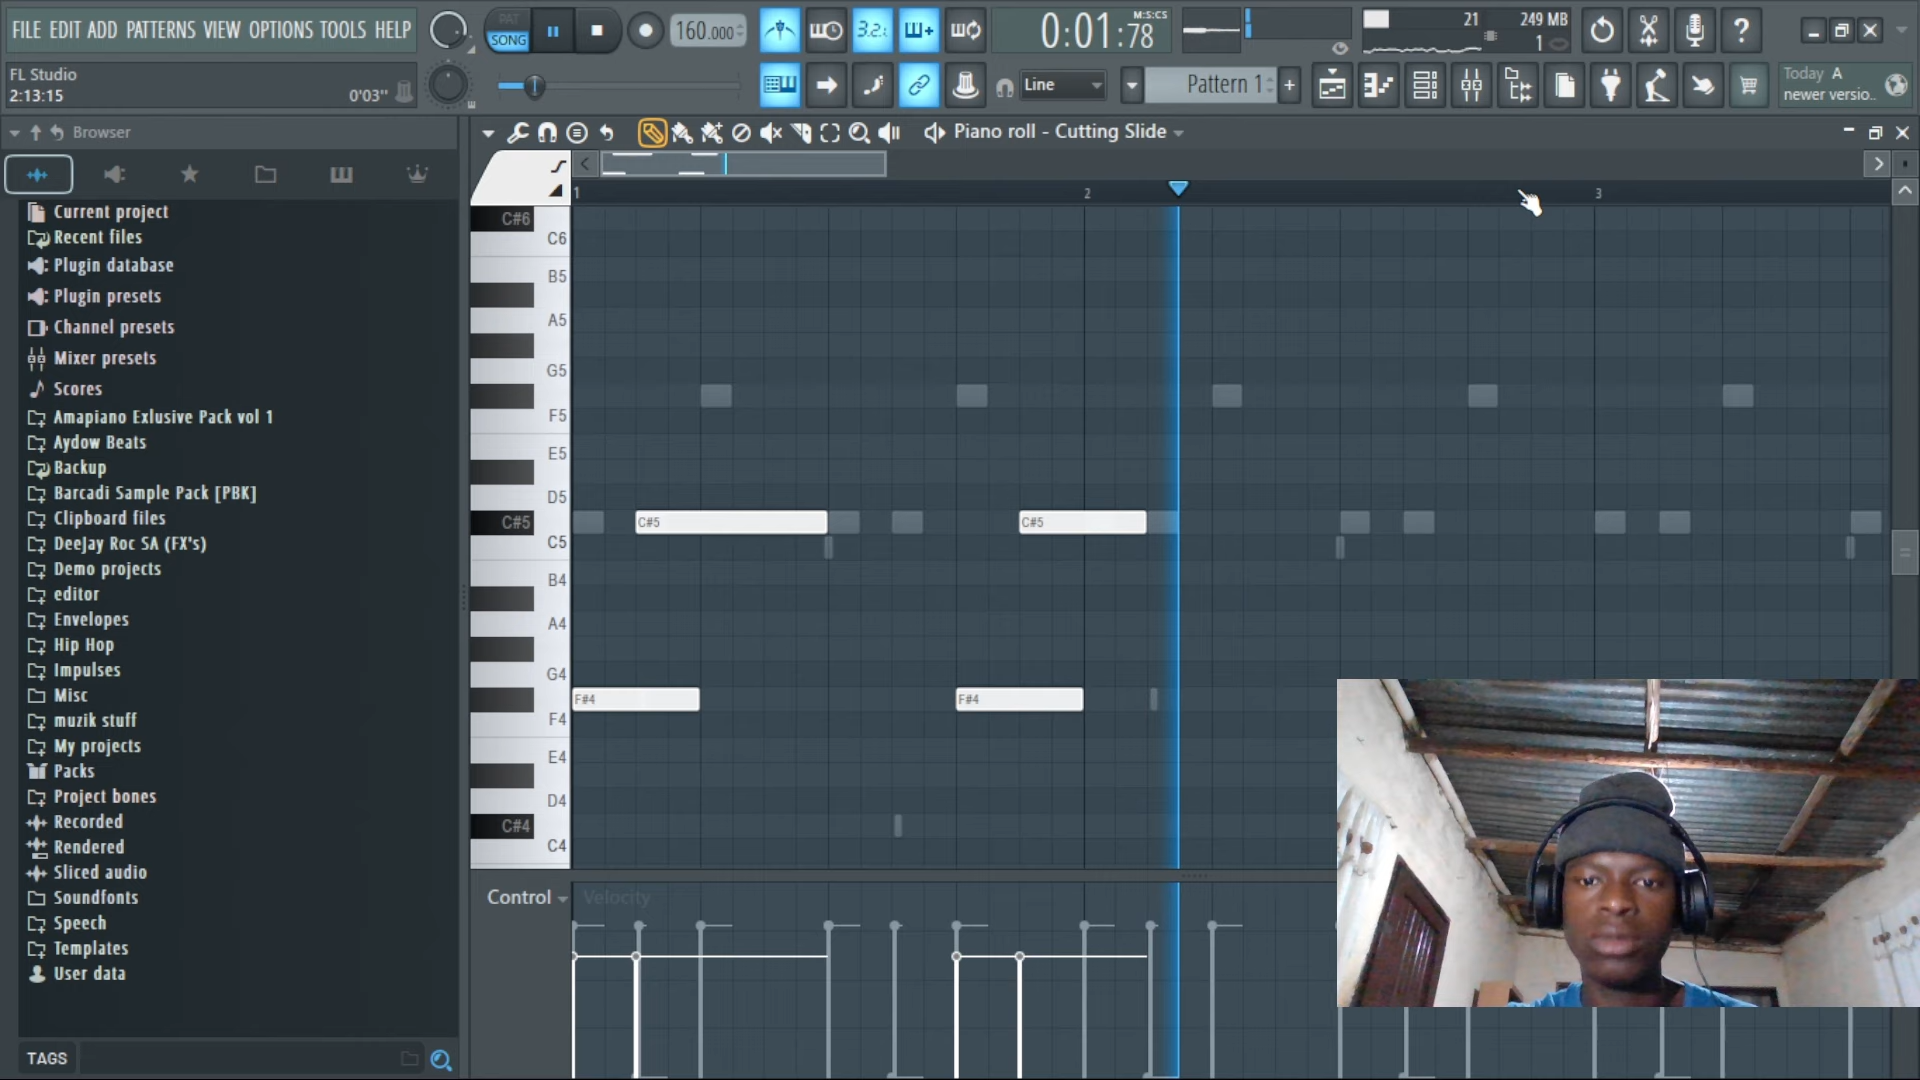 FILE EDIT ADD PATTERNS VIEW OPTIONS TOOLS HELP
PAT
SONG
160.000
3.2.:
0:01:78
M:S:CS
21
249 MB
1
FL Studio
2:13:15
0'03"
Line
Pattern 1
Today A
newer versio..
Browser
Piano roll - Cutting Slide
Current project
Recent files
Plugin database
Plugin presets
Channel presets
Mixer presets
Scores
Amapiano Exlusive Pack vol 1
Aydow Beats
Backup
Barcadi Sample Pack [PBK]
Clipboard files
DeeJay Roc SA (FX's)
Demo projects
editor
Envelopes
Hip Hop
Impulses
Misc
muzik stuff
My projects
Packs
Project bones
Recorded
Rendered
Sliced audio
Soundfonts
Speech
Templates
User data
TAGS
1
2
3
C#6
C6
B5
A5
G5
F5
E5
D5
C#5
C#5
C#5
C5
B4
A4
G4
F#4
F#4
F4
E4
D4
C#4
C4
Control
Velocity